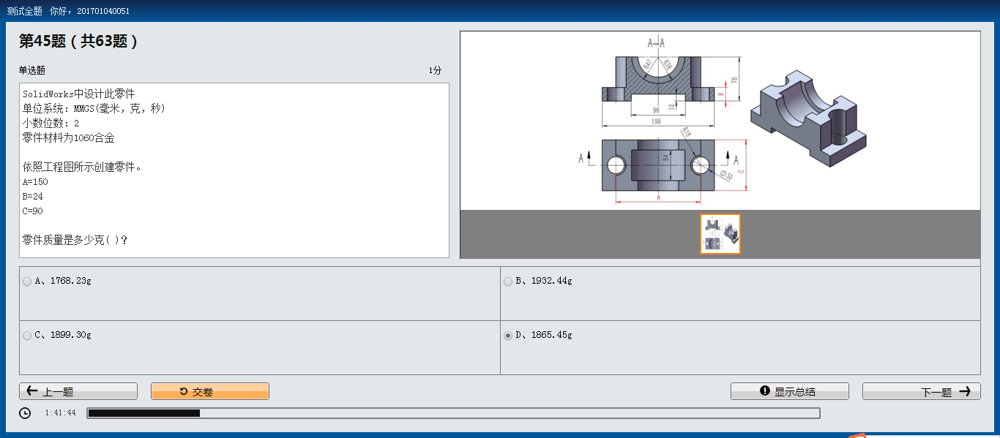 测试全题 你好，201701040051
第45题（共63题）
单选题
1分
SolidWorks中设计此零件
单位系统：MMGS(毫米，克，秒)
小数位数：2
零件材料为1060合金
依照工程图所示创建零件。
A=150
B=24
C=90
零件质量是多少克( )?
A-A
R47
R36
78
B
12
96
198
A
A
R18
54
Ø30
C
A
A、1768.23g
B、1932.44g
C、1899.30g
D、1865.45g
上一题
交卷
显示总结
下一题
1:41:44